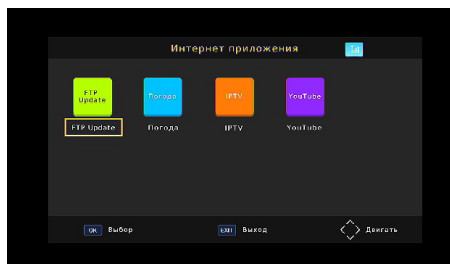 Интернет приложения
FTP
Update
Погода
IPTV
YouTube
FTP Update
Погода
IPTV
YouTube
OK Выбор
EXIT Выход
Двигать